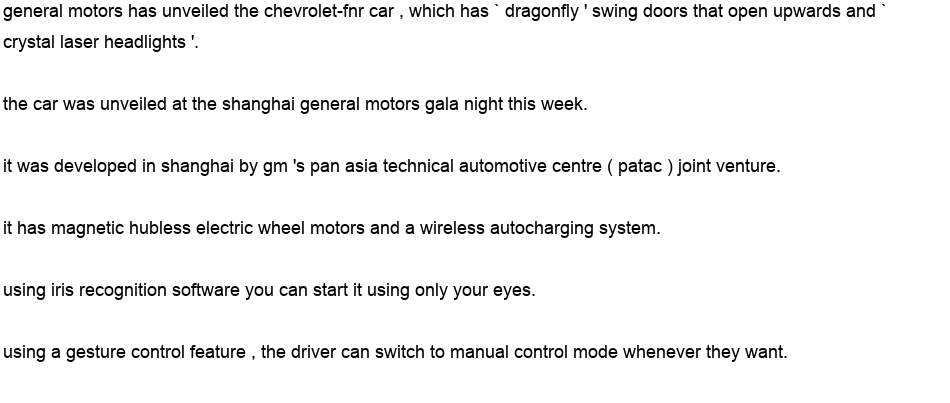 general motors has unveiled the chevrolet-fnr car , which has ` dragonfly ' swing doors that open upwards and `
crystal laser headlights '.
the car was unveiled at the shanghai general motors gala night this week.
it was developed in shanghai by gm 's pan asia technical automotive centre ( patac ) joint venture.
it has magnetic hubless electric wheel motors and a wireless autocharging system.
using iris recognition software you can start it using only your eyes.
using a gesture control feature , the driver can switch to manual control mode whenever they want.